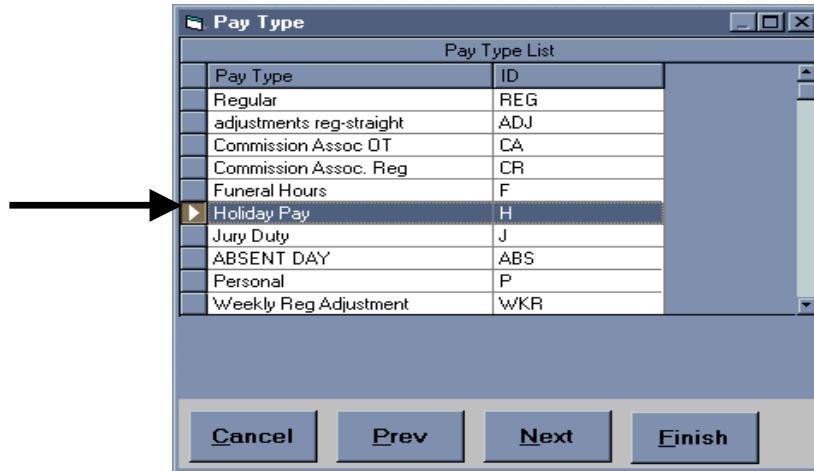 Pay Type
Pay Type List
Pay Type ID
Regular REG
adjustments reg-straight ADJ
Commission Assoc OT CA
Commission Assoc. Reg CR
Funeral Hours F
Holiday Pay H
Jury Duty J
ABSENT DAY ABS
Personal P
Weekly Reg Adjustment WKR
Cancel Prev Next Finish